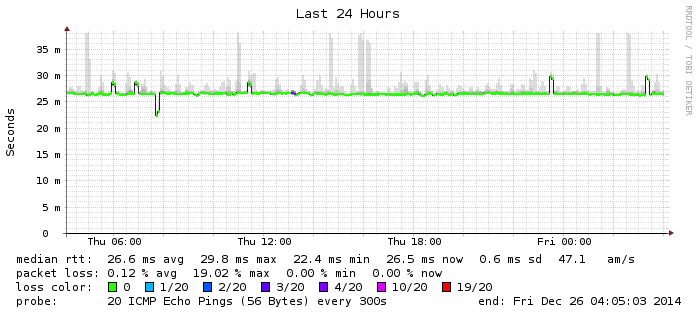 Last 24 Hours
RRDTOOL / TOBI OETIKER
Seconds
35 m
30 m
25 m
20 m
15 m
10 m
5 m
0
Thu 06:00 Thu 12:00 Thu 18:00 Fri 00:00
median rtt: 26.6 ms avg 29.8 ms max 22.4 ms min 26.5 ms now 0.6 ms sd 47.1 am/s
packet loss: 0.12 % avg 19.02 % max 0.00 % min 0.00 % now
loss color: 0 1/20 2/20 3/20 4/20 10/20 19/20
probe: 20 ICMP Echo Pings (56 Bytes) every 300s end: Fri Dec 26 04:05:03 2014